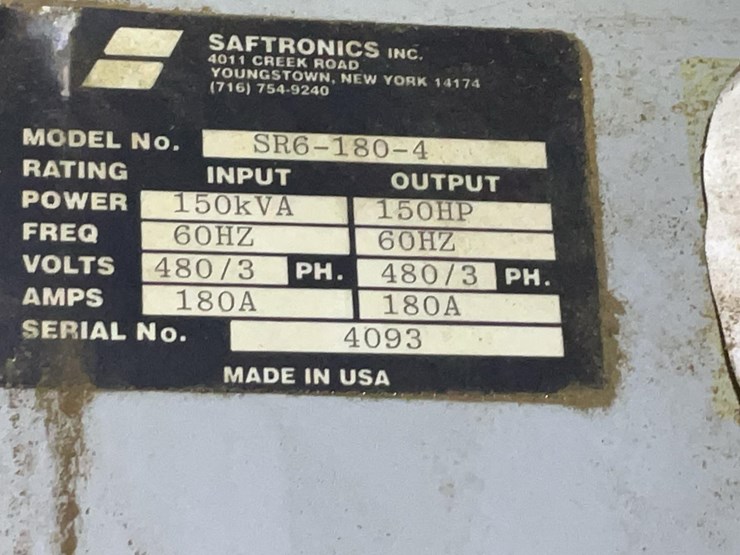 SAFTRONICS INC.
4011 CREEK ROAD
YOUNGSTOWN, NEW YORK 14174
(716) 754-9240
MODEL No. SR6-180-4
RATING INPUT OUTPUT
POWER 150kVA 150HP
FREQ 60HZ 60HZ
VOLTS 480/3 PH. 480/3 PH.
AMPS 180A 180A
SERIAL No. 4093
MADE IN USA